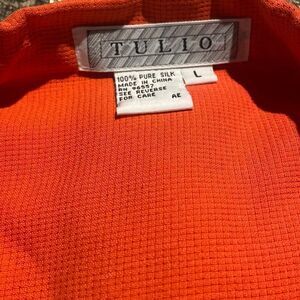 TULIO
100% PURE SILK
MADE IN CHINA
RN 96557
SEE REVERSE
FOR CARE AE
L